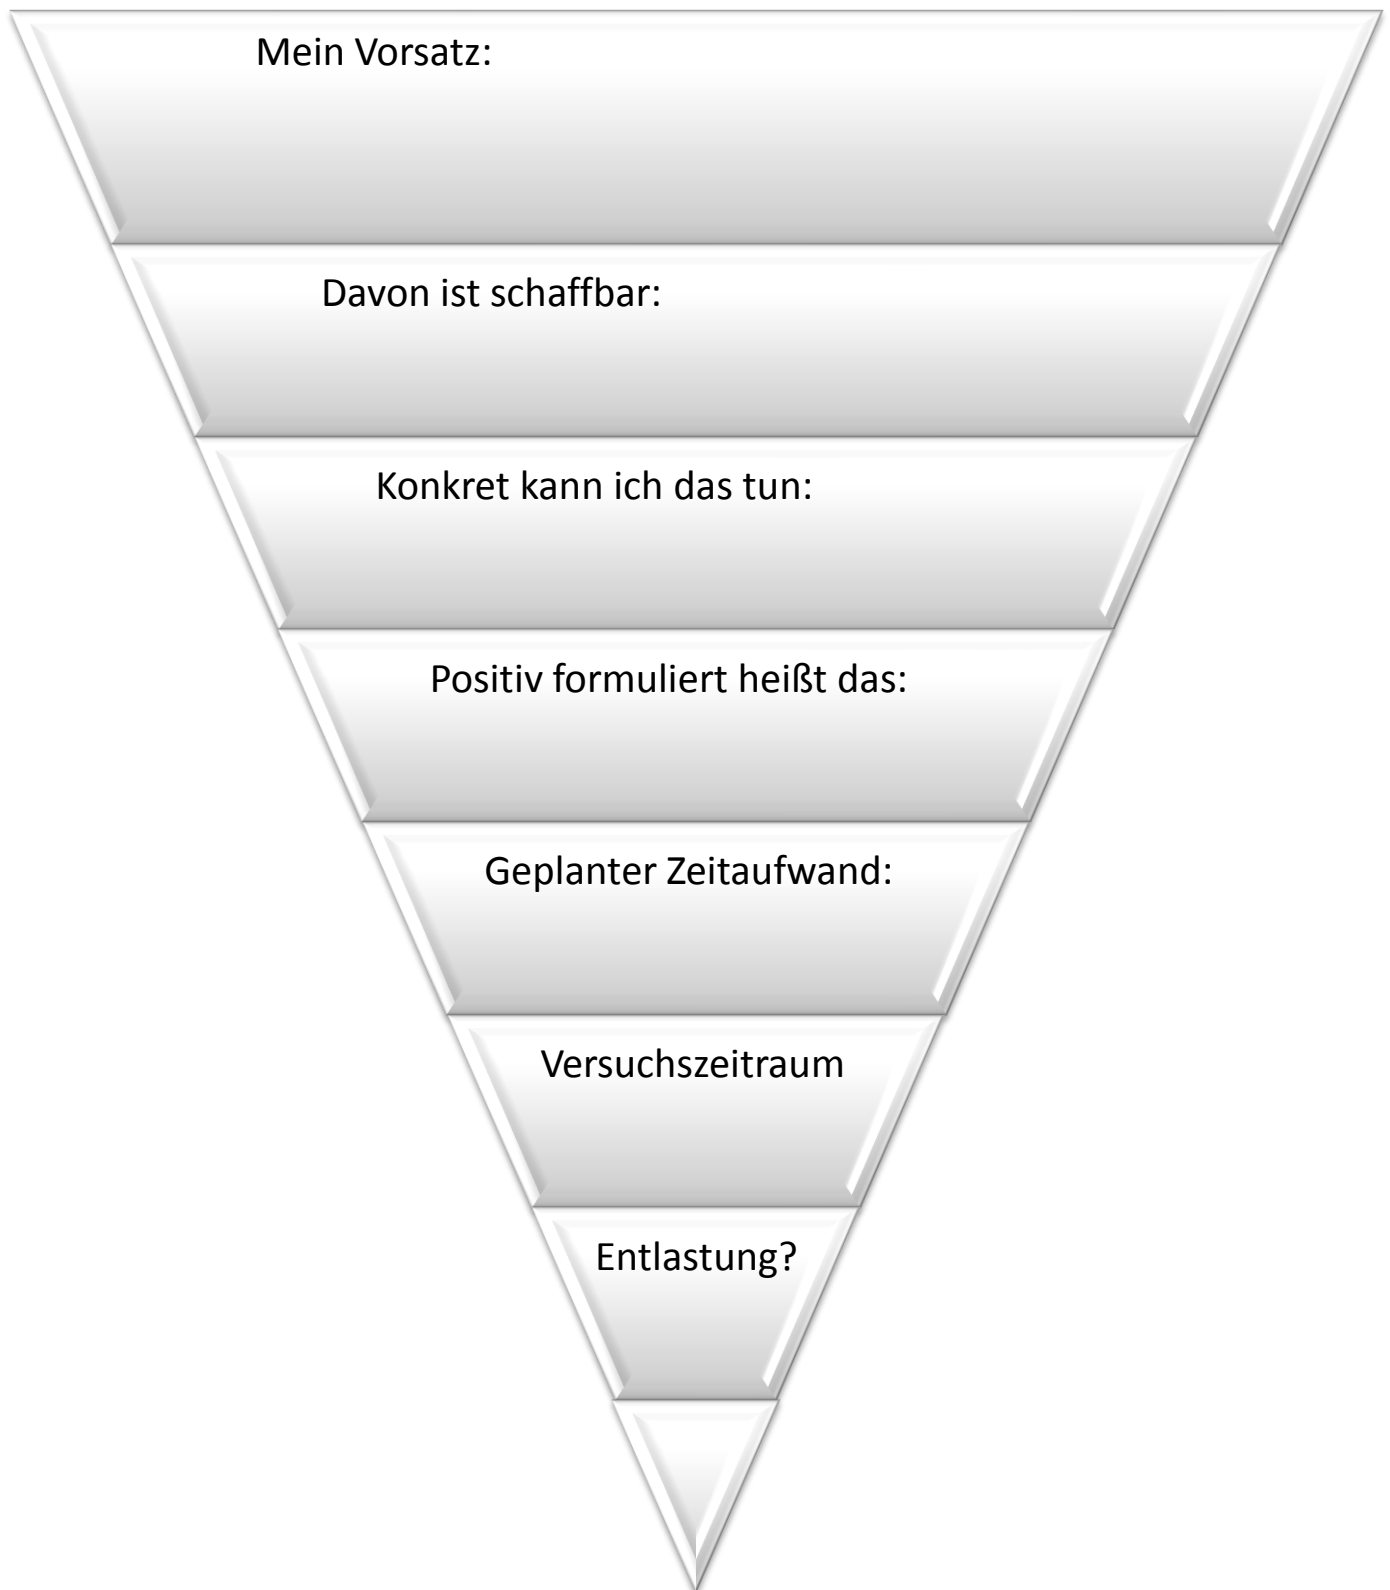 Mein Vorsatz:
Davon ist schaffbar:
Konkret kann ich das tun:
Positiv formuliert heißt das:
Geplanter Zeitaufwand:
Versuchszeitraum
Entlastung?